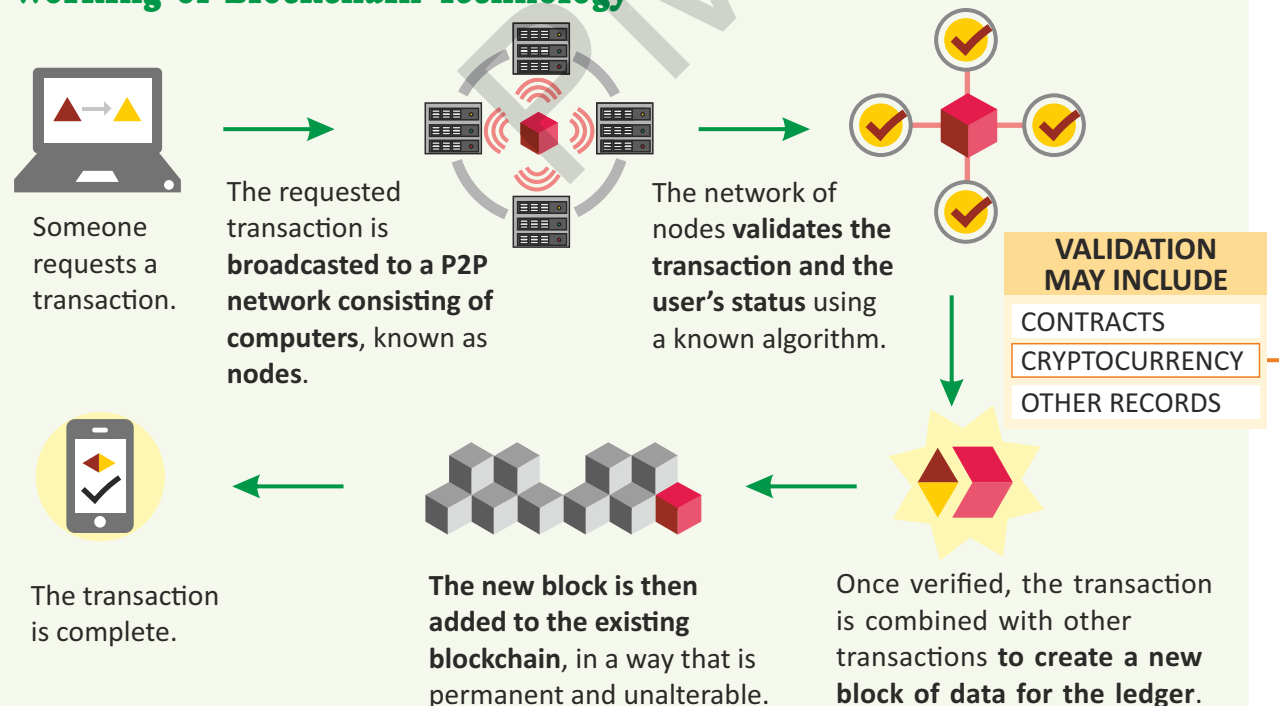 Working of Blockchain Technology
Someone
requests a
transaction.
The requested
transaction is
broadcasted to a P2P
network consisting of
computers, known as
nodes.
The network of
nodes validates the
transaction and the
user's status using
a known algorithm.
VALIDATION
MAY INCLUDE
CONTRACTS
CRYPTOCURRENCY
OTHER RECORDS
Once verified, the transaction
is combined with other
transactions to create a new
block of data for the ledger.
The new block is then
added to the existing
blockchain, in a way that is
permanent and unalterable.
The transaction
is complete.